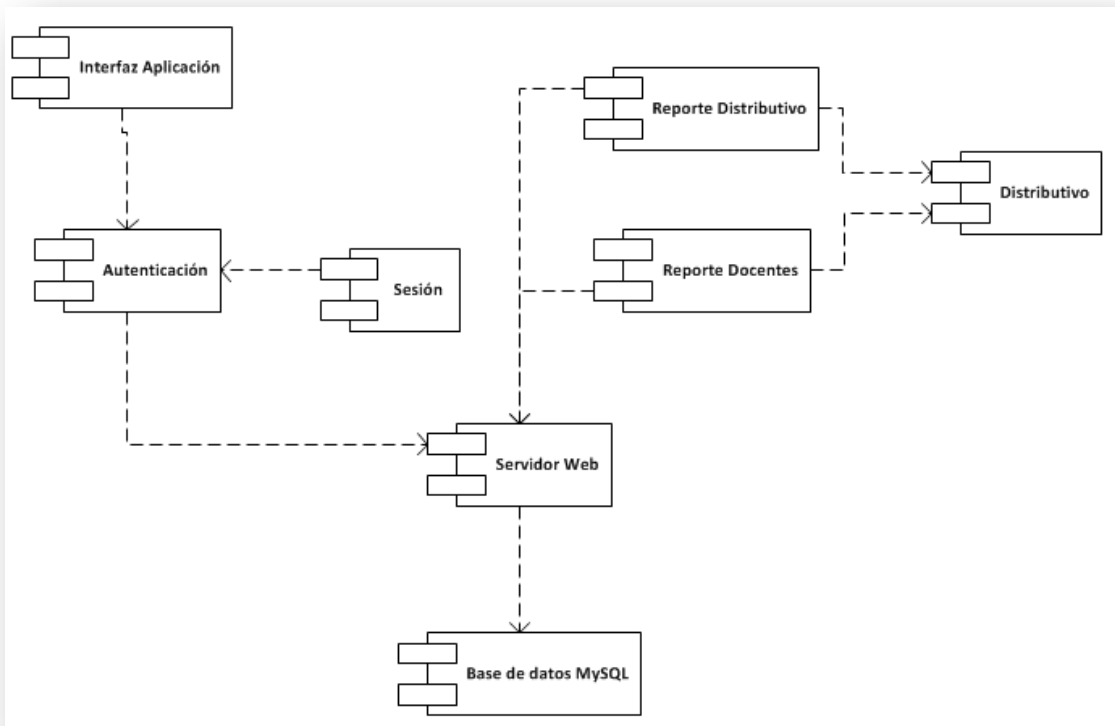 Interfaz Aplicación
Reporte Distributivo
Distributivo
Autenticación
Sesión
Reporte Docentes
Servidor Web
Base de datos MySQL